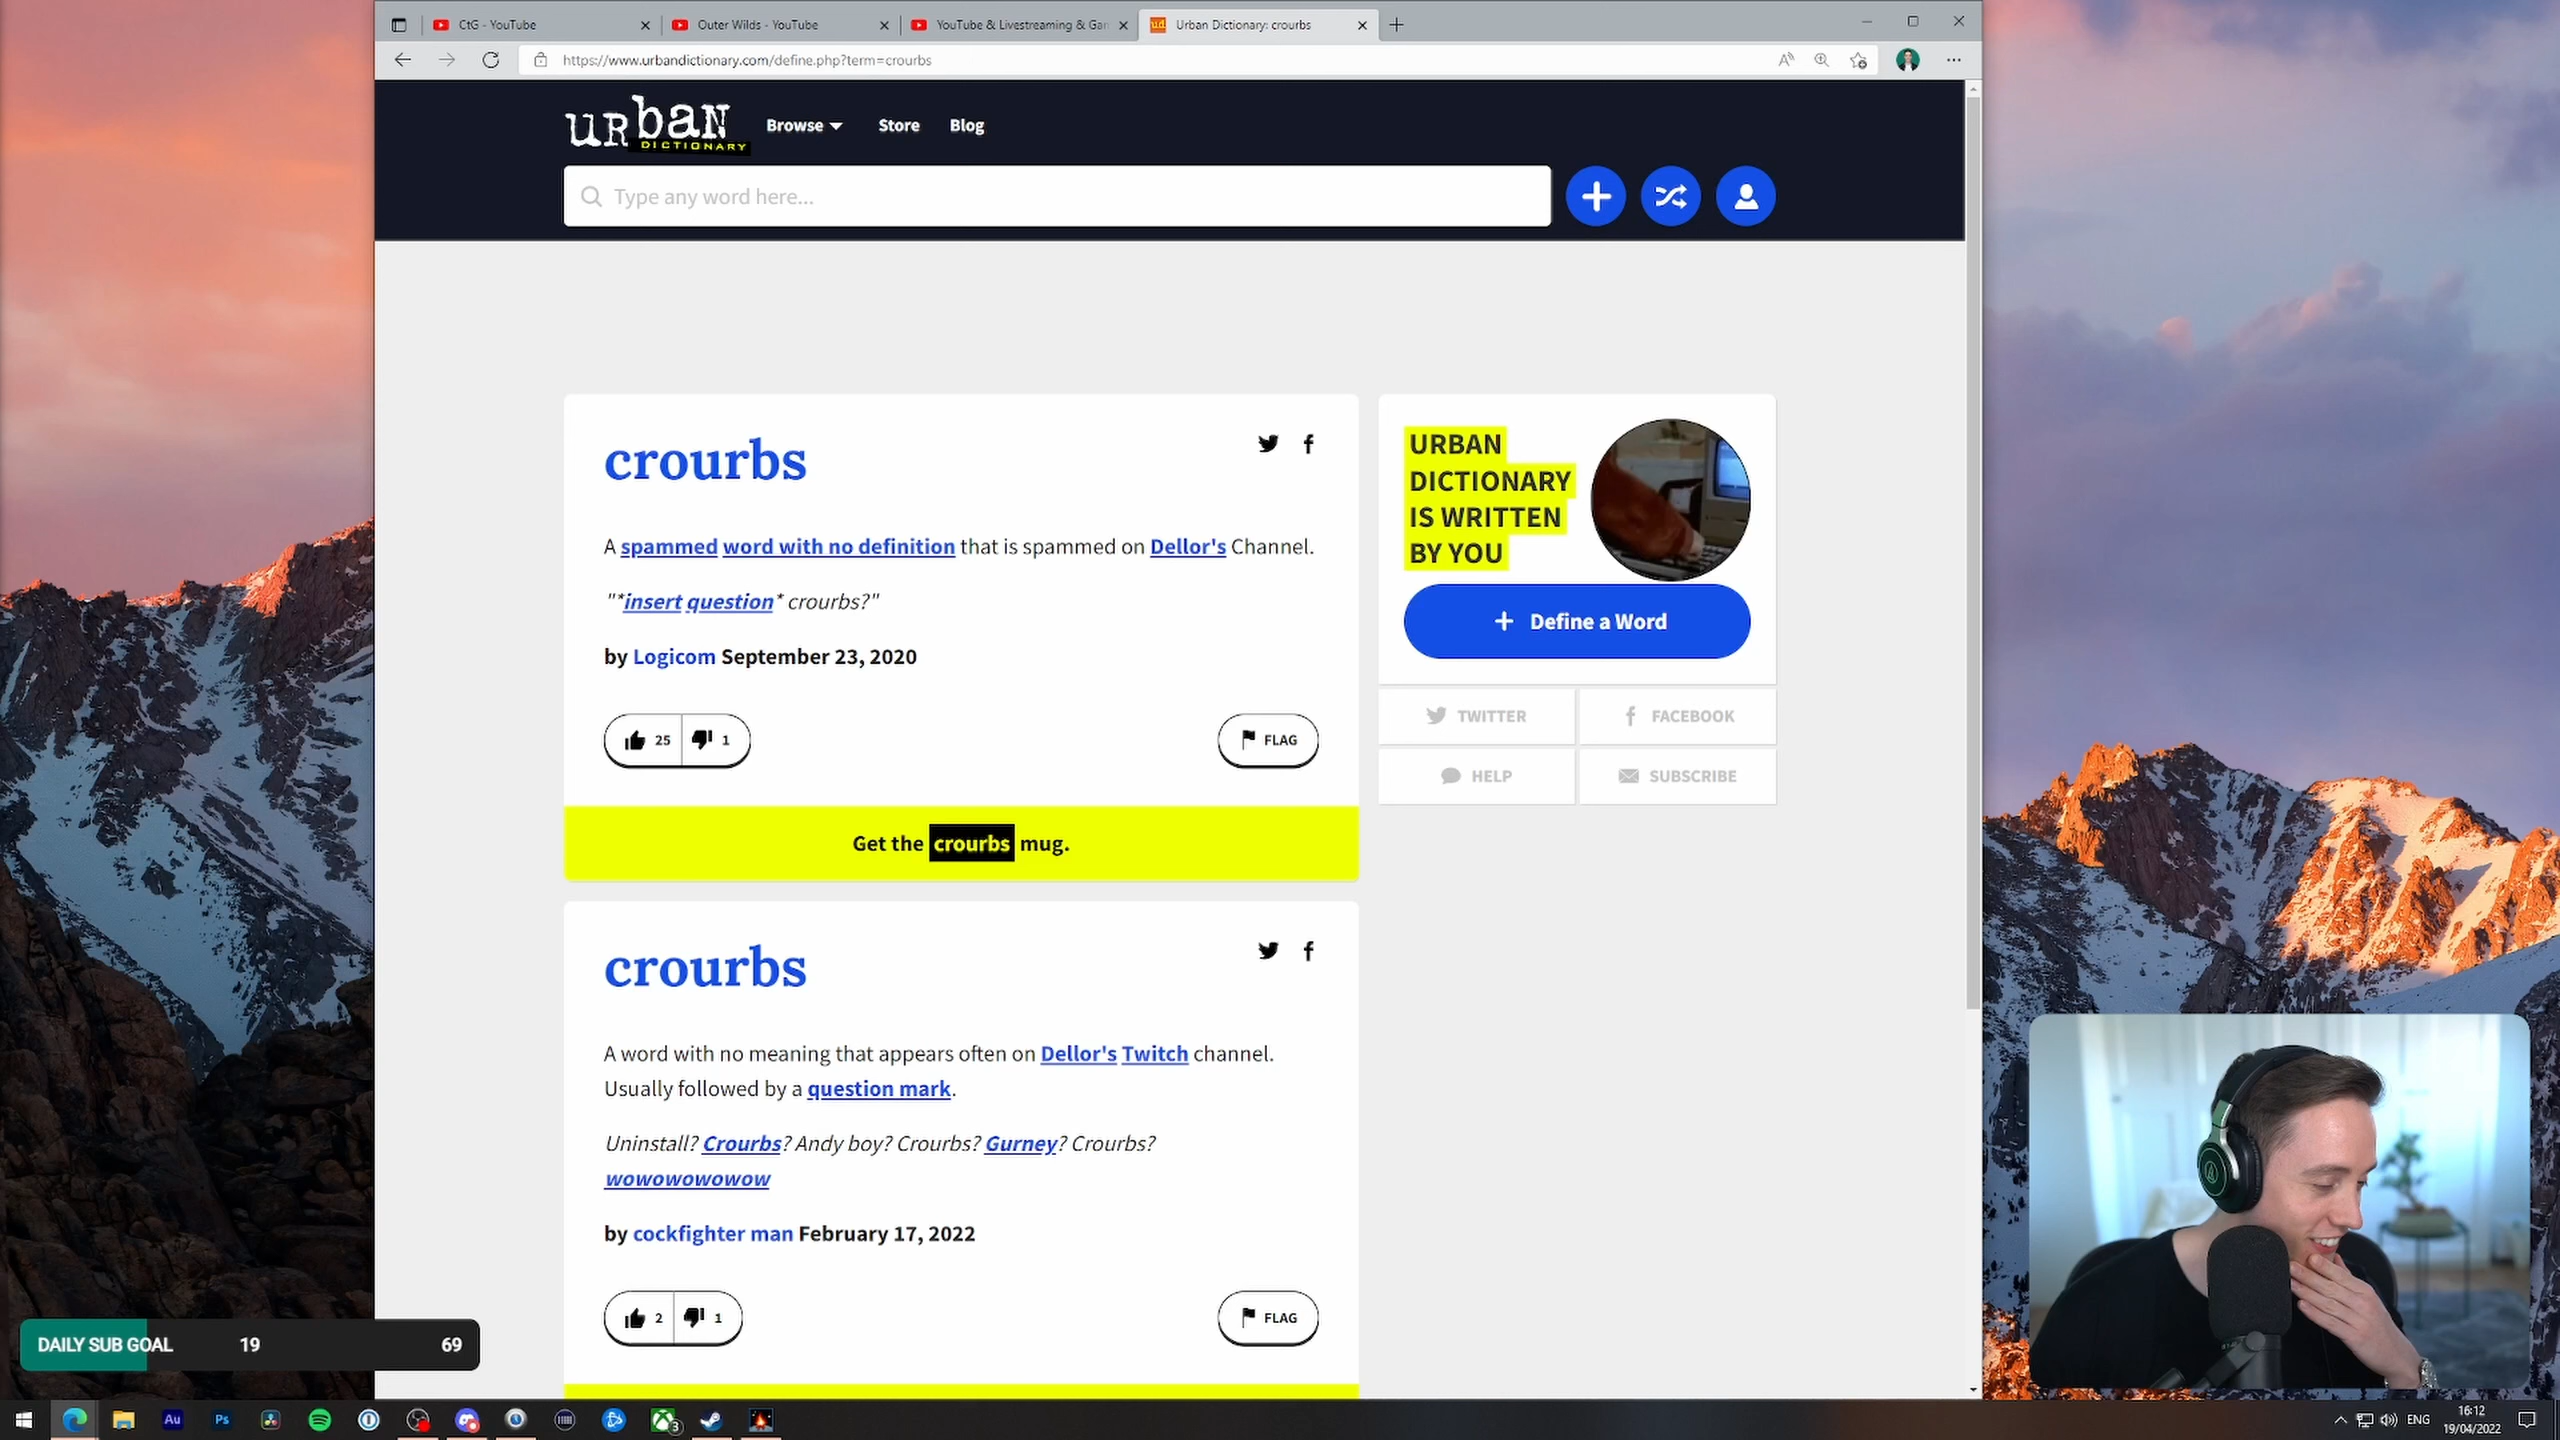 CtG - YouTube
Outer Wilds - YouTube
YouTube & Livestreaming & Gar
Urban Dictionary: crourbs
https://www.urbandictionary.com/define.php?term=crourbs
urban
DICTIONARY
Browse
Store
Blog
Type any word here...
crourbs
A spammed word with no definition that is spammed on Dellor's Channel.
"*insert question* crourbs?"
by Logicom September 23, 2020
25
1
FLAG
Get the crourbs mug.
URBAN
DICTIONARY
IS WRITTEN
BY YOU
Define a Word
TWITTER
FACEBOOK
HELP
SUBSCRIBE
crourbs
A word with no meaning that appears often on Dellor's Twitch channel.
Usually followed by a question mark.
Uninstall? Crourbs? Andy boy? Crourbs? Gurney? Crourbs?
wowowowowow
by cockfighter man February 17, 2022
2
1
FLAG
DAILY SUB GOAL 19 69
Au
Ps
3
ENG
16:12
19/04/2022